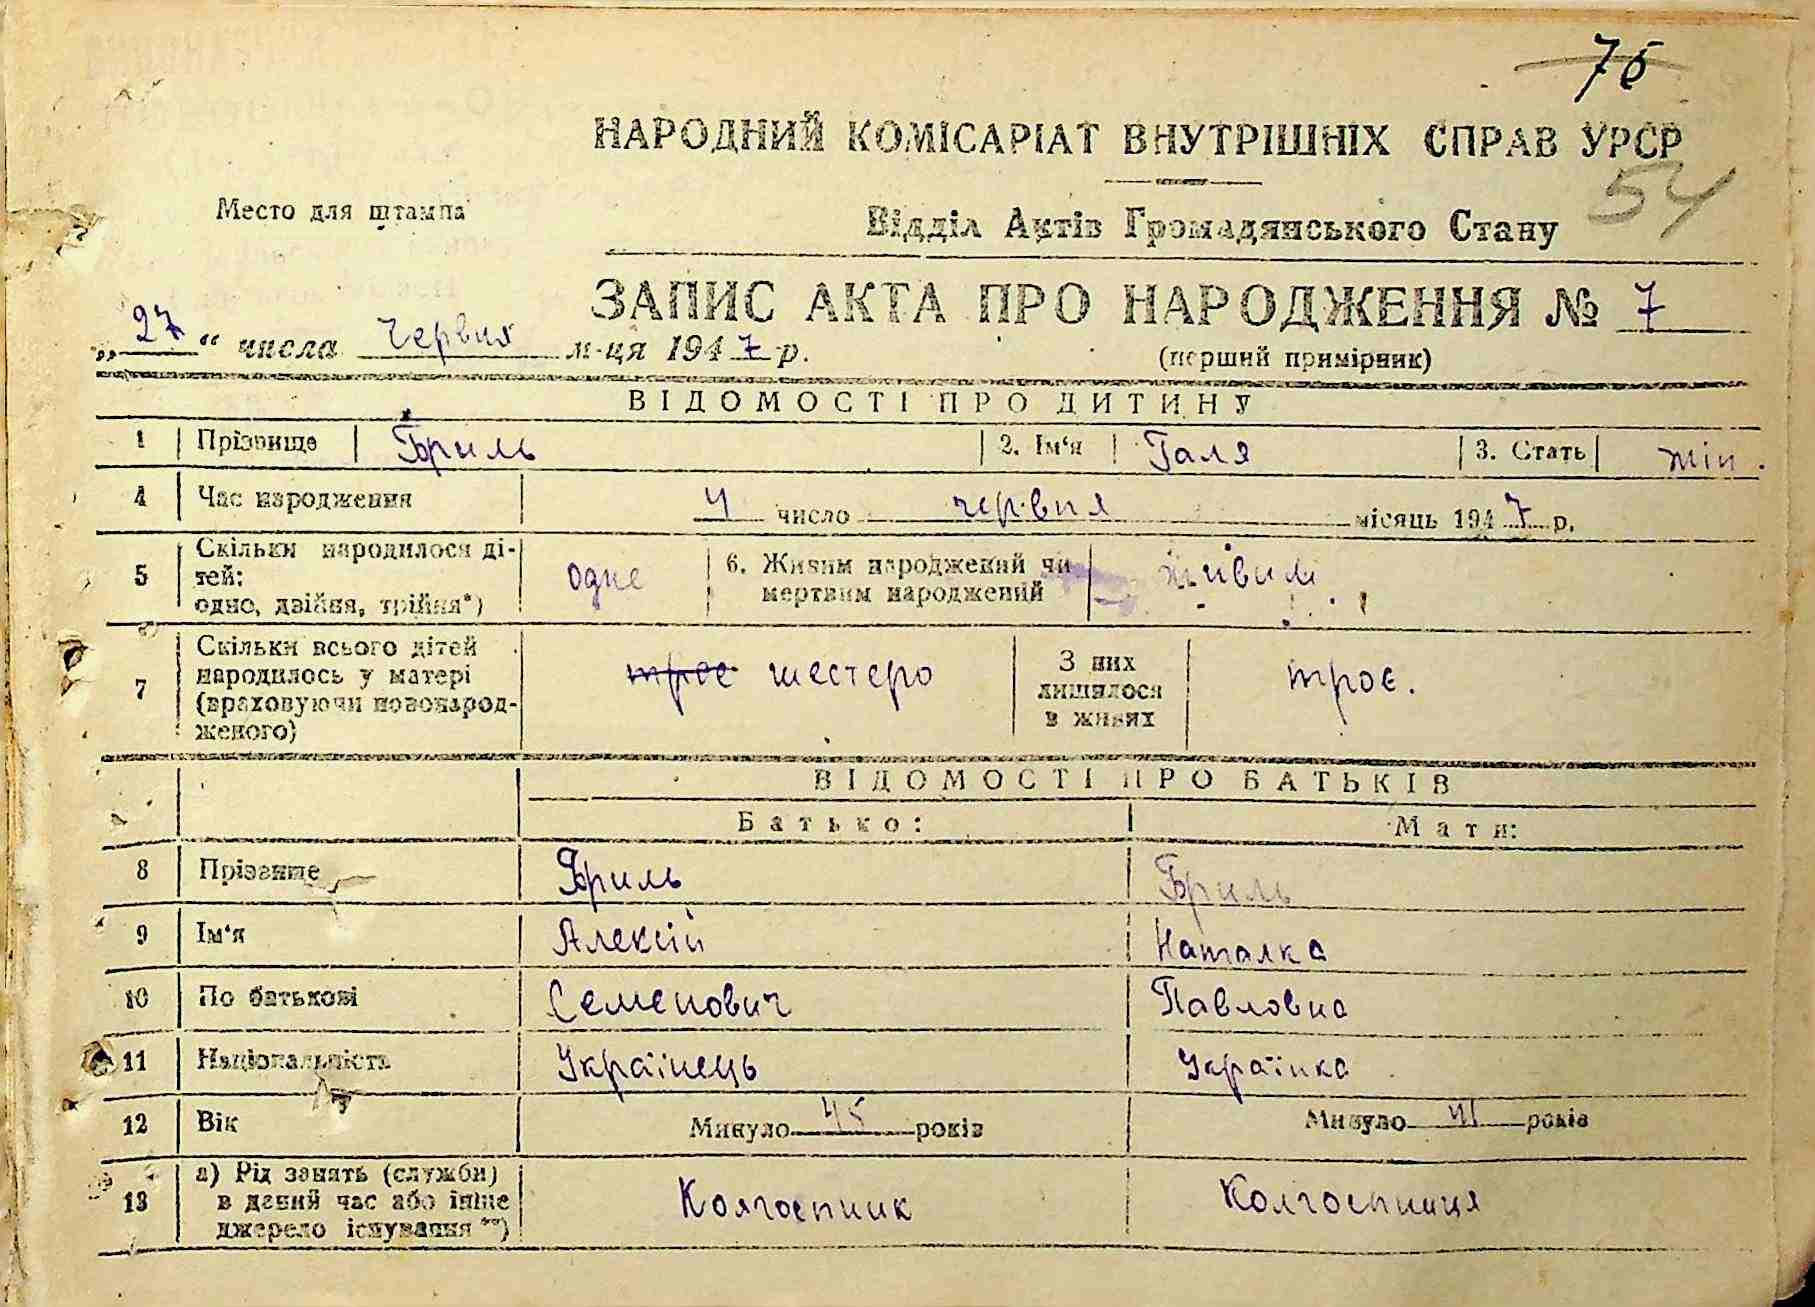 76
НАРОДНИЙ КОМІСАРІАТ ВНУТРІШНІХ СПРАВ УРСР
54
Место для штампа
Відділ Актів Громадянського Стану
ЗАПИС АКТА ПРО НАРОДЖЕННЯ № 7
„27“ числа Червня м-ця 1947 р.
(перший примірник)
ВІДОМОСТІ ПРО ДИТИНУ
1 Прізвище Бриль 2. Ім'я Галя 3. Стать жін.
4 Час народження 4 число червня місяць 1947 р.
5 Скільки народилося ді-
тей:
одно, двійня, трійня*) одне 6. Живим народжений чи
мертвим народжений живим
7 Скільки всього дітей
народилось у матері
(враховуючи новонарод-
женого) троє шестеро З них
лишилося
в живих троє.
ВІДОМОСТІ ПРО БАТЬКІВ
Батько: Мати:
8 Прізвище Бриль Бриль
9 Ім'я Алексій Наталка
10 По батькові Семенович Павловна
11 Національність Українець Українка
12 Вік Минуло 45 років Минуло 41 років
13 а) Рід занять (служби)
в даний час або інше
джерело існування **) Колгоспник Колгоспниця